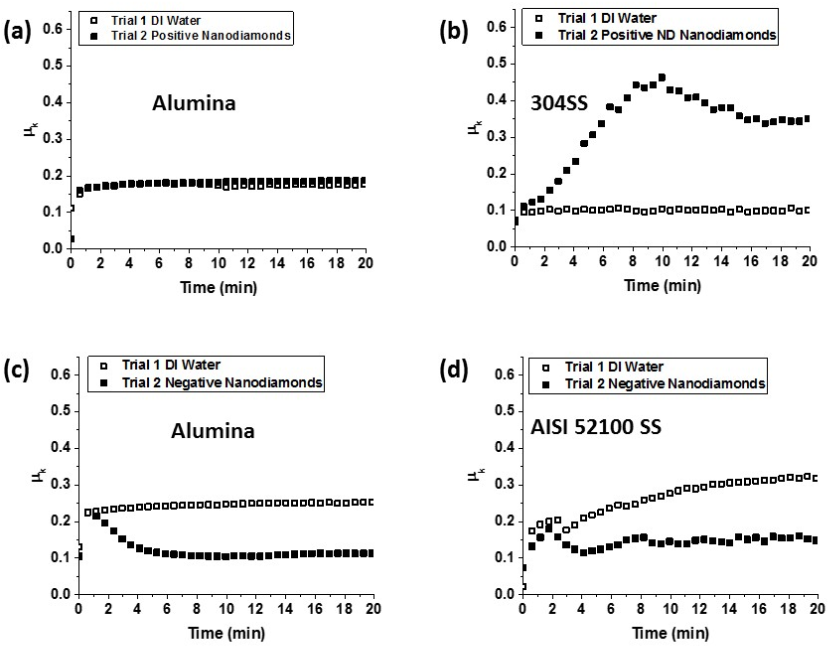 (a)
Trial 1 DI Water
Trial 2 Positive Nanodiamonds
Alumina
μk
0.6
0.5
0.4
0.3
0.2
0.1
0.0
0 2 4 6 8 10 12 14 16 18 20
Time (min)
(b)
Trial 1 DI Water
Trial 2 Positive ND Nanodiamonds
304SS
μk
0.6
0.5
0.4
0.3
0.2
0.1
0.0
0 2 4 6 8 10 12 14 16 18 20
Time (min)
(c)
Trial 1 DI Water
Trial 2 Negative Nanodiamonds
Alumina
μk
0.6
0.5
0.4
0.3
0.2
0.1
0.0
0 2 4 6 8 10 12 14 16 18 20
Time (min)
(d)
Trial 1 DI Water
Trial 2 Negative Nanodiamonds
AISI 52100 SS
μk
0.6
0.5
0.4
0.3
0.2
0.1
0.0
0 2 4 6 8 10 12 14 16 18 20
Time (min)